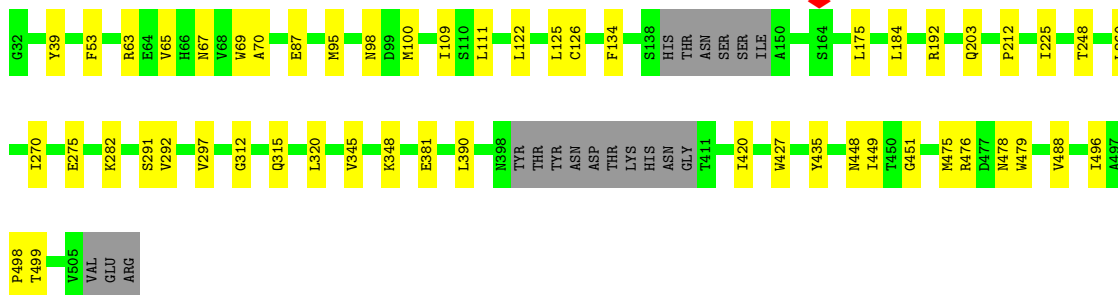 G32 Y39 F53 R63 E64 V65 H66 N67 V68 W69 A70 E87 M95 N98 D99 M100 I109 S110 L111 L122 L125 C126 F134 S138 HIS THR ASN SER SER ILE A150 S164 L175 L184 R192 Q203 P212 I225 T248
I270 E275 K282 S291 V292 V297 G312 Q315 L320 V345 K348 E381 L390 N398 TYR THR TYR ASN ASP THR LYS HIS ASN GLY T411 I420 W427 Y435 N448 I449 T450 G451 M475 R476 D477 N478 W479 V488 I496 A497
P498 T499 V505 VAL GLU ARG